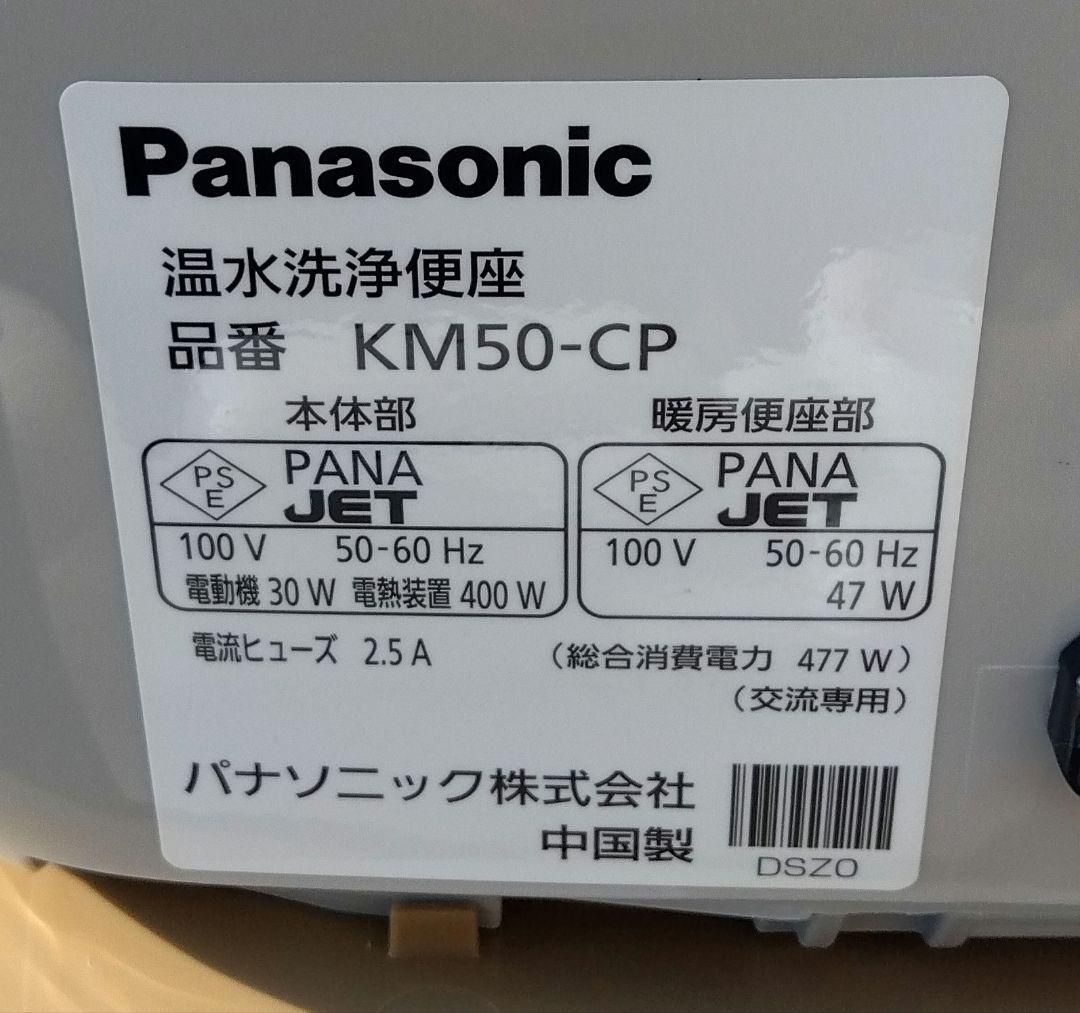 Panasonic
温水洗浄便座
品番 KM50-CP
本体部
PS
E
PANA
JET
100 V 50-60 Hz
電動機 30 W 電熱装置 400 W
暖房便座部
PS
E
PANA
JET
100 V 50-60 Hz
47 W
電流ヒューズ 2.5 A
（総合消費電力 477 W）
（交流専用）
パナソニック株式会社
中国製
DSZ0